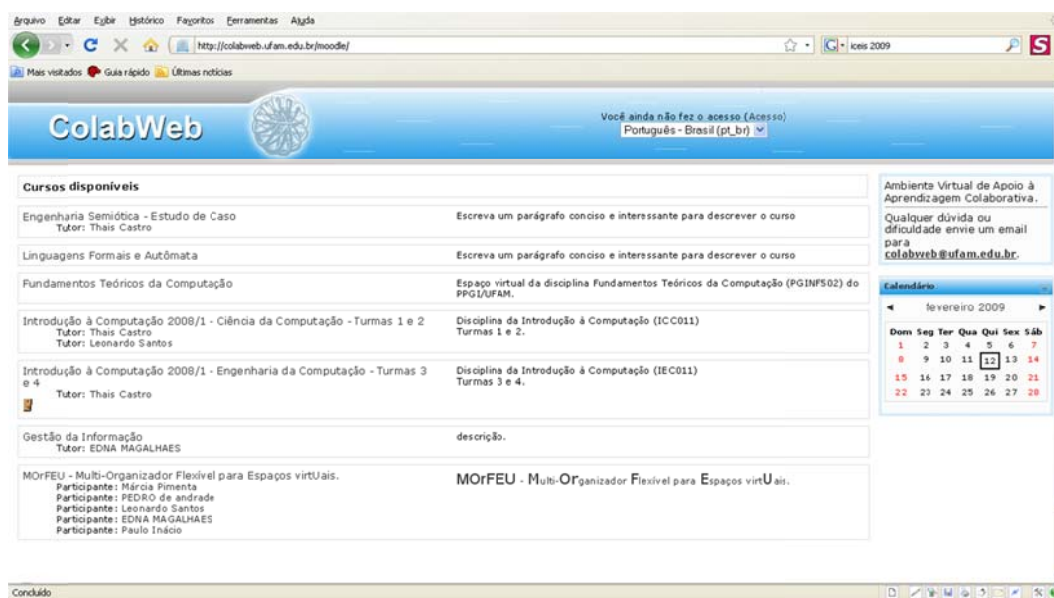 Arquivo Editar Exibir Histórico Favoritos Ferramentas Ajuda
http://colabweb.ufam.edu.br/moodle/
iceis 2009
Mais visitados Guia rápido Últimas notícias
ColabWeb
Você ainda não fez o acesso (Acesso)
Português - Brasil (pt_br)
Cursos disponíveis
Engenharia Semiótica - Estudo de Caso
Tutor: Thais Castro
Escreva um parágrafo conciso e interssante para descrever o curso
Linguagens Formais e Autômata
Escreva um parágrafo conciso e interssante para descrever o curso
Fundamentos Teóricos da Computação
Espaço virtual da disciplina Fundamentos Teóricos da Computação (PGINF502) do
PPGI/UFAM.
Introdução à Computação 2008/1 - Ciência da Computação - Turmas 1 e 2
Tutor: Thais Castro
Tutor: Leonardo Santos
Disciplina da Introdução à Computação (ICC011)
Turmas 1 e 2.
Introdução à Computação 2008/1 - Engenharia da Computação - Turmas 3
e 4
Tutor: Thais Castro
Disciplina da Introdução à Computação (IEC011)
Turmas 3 e 4.
Gestão da Informação
Tutor: EDNA MAGALHAES
descrição.
MOrFEU - Multi-Organizador Flexível para Espaços virtUais.
Participante: Márcia Pimenta
Participante: PEDRO de andrade
Participante: Leonardo Santos
Participante: EDNA MAGALHAES
Participante: Paulo Inácio
MOrFEU - Multi-Organizador Flexível para Espaços virtUais.
Ambiente Virtual de Apoio à
Aprendizagem Colaborativa.
Qualquer dúvida ou
dificuldade envie um email
para
colabweb@ufam.edu.br.
Calendário
fevereiro 2009
Dom Seg Ter Qua Qui Sex Sáb
1 2 3 4 5 6 7
8 9 10 11 12 13 14
15 16 17 18 19 20 21
22 23 24 25 26 27 28
Concluído